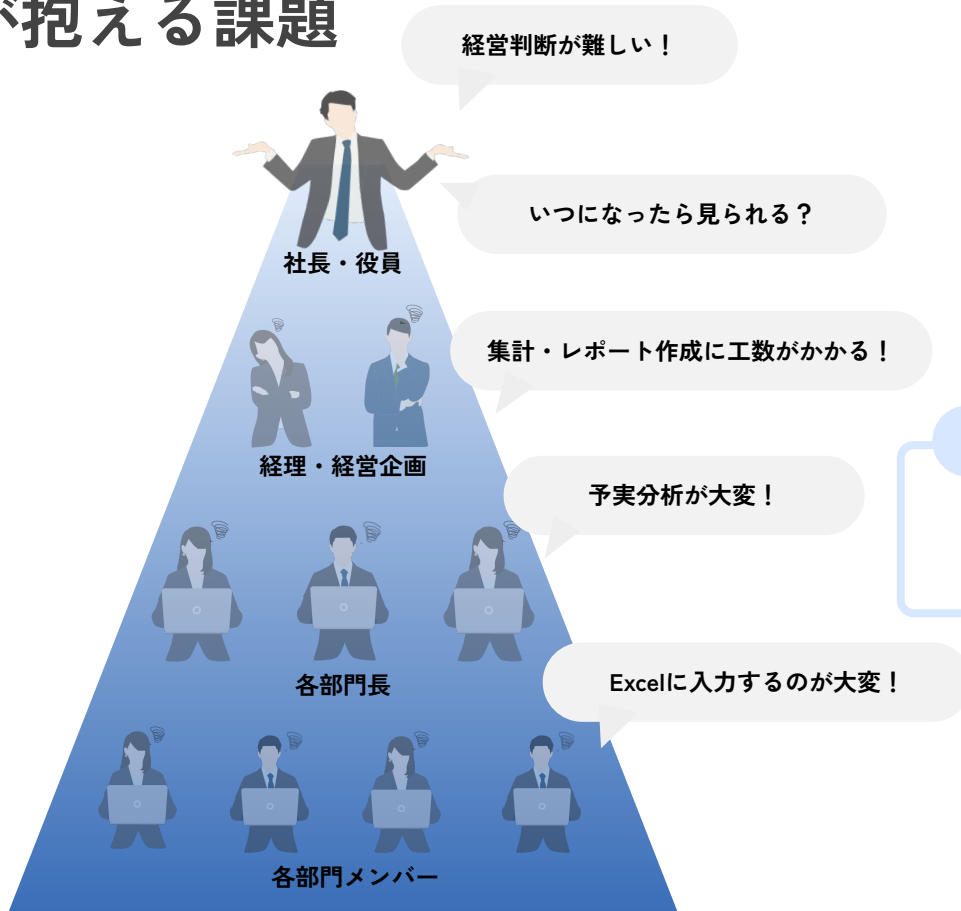 が抱える課題
経営判断が難しい！
いつになったら見られる？
社長・役員
集計・レポート作成に工数がかかる！
経理・経営企画
予実分析が大変！
各部門長
Excelに入力するのが大変！
各部門メンバー